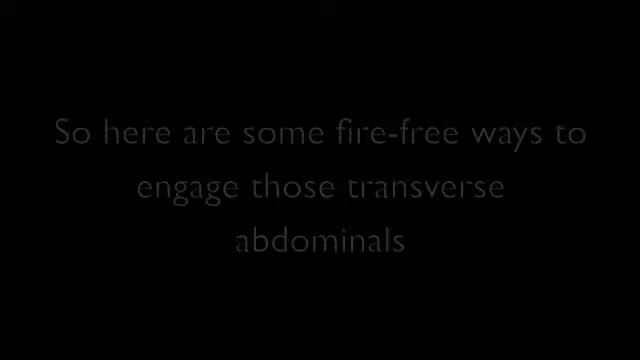 So here are some fire-free ways to
engage those transverse
abdominals